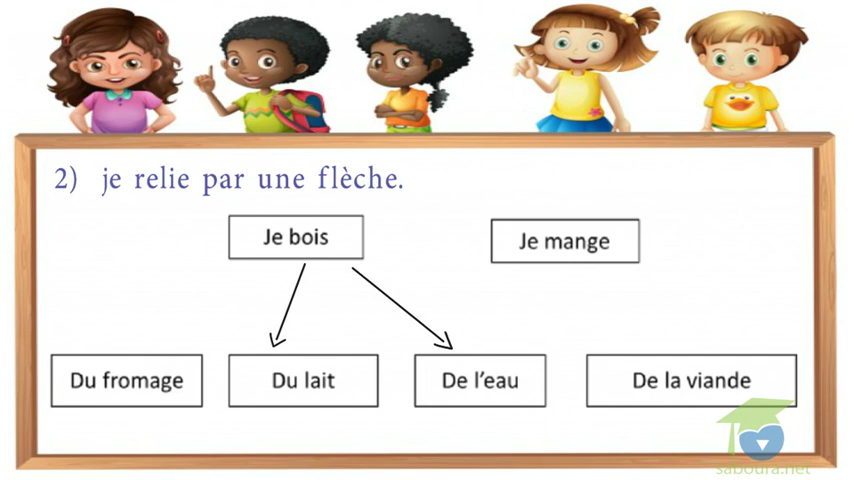 2) je relie par une flèche.
Je bois
Je mange
Du fromage
Du lait
De l'eau
De la viande
saboura.net